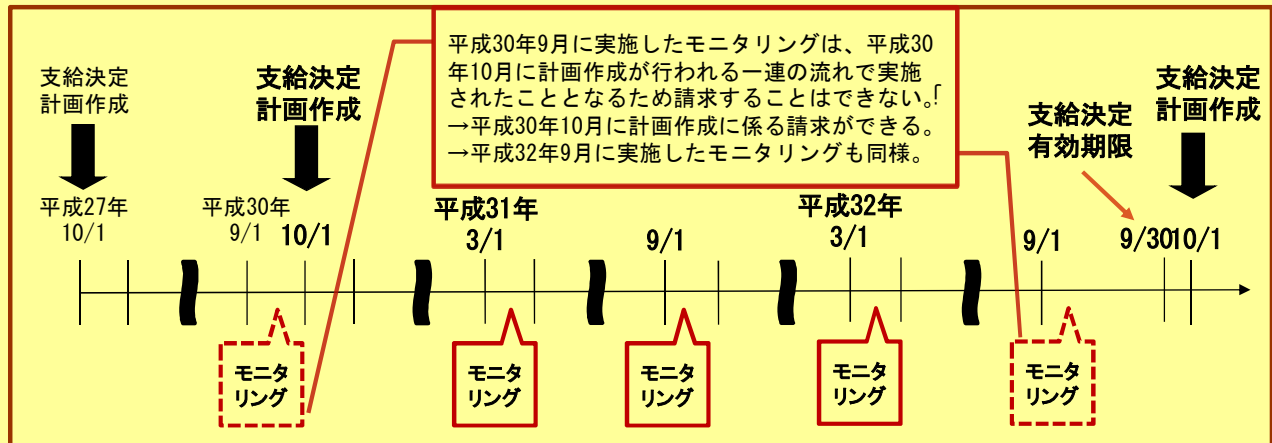 平成30年9月に実施したモニタリングは、平成30
年10月に計画作成が行われる一連の流れで実施
されたこととなるため請求することはできない。「
→平成30年10月に計画作成に係る請求ができる。
→平成32年9月に実施したモニタリングも同様。
支給決定
計画作成
支給決定
計画作成
支給決定
有効期限
支給決定
計画作成
平成27年
10/1
平成30年
9/1
10/1
平成31年
3/1
9/1
平成32年
3/1
9/1
9/30
10/1
モニタ
リング
モニタ
リング
モニタ
リング
モニタ
リング
モニタ
リング